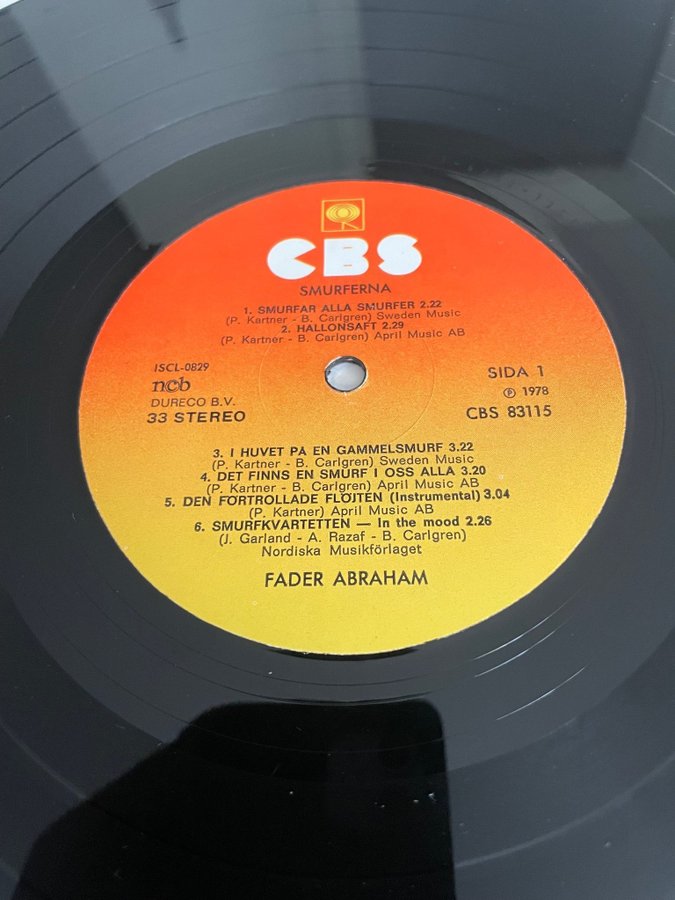 CBS
SMURFERNA
1. SMURFAR ALLA SMURFER 2.22
(P. Kartner - B. Carlgren) Sweden Music
2. HALLONSAFT 2.29
(P. Kartner - B. Carlgren) April Music AB
ISCL-0829
ncb
DURECO B.V.
33 STEREO
SIDA 1
Ⓟ 1978
CBS 83115
3. I HUVET PÅ EN GAMMELSMURF 3.22
(P. Kartner - B. Carlgren) Sweden Music
4. DET FINNS EN SMURF I OSS ALLA 3.20
(P. Kartner - B. Carlgren) April Music AB
5. DEN FORTROLLADE FLÖJTEN (Instrumental) 3.04
(P. Kartner) April Music AB
6. SMURFKVARTETTEN — In the mood 2.26
(J. Garland - A. Razaf - B. Carlgren)
Nordiska Musikförlaget
FADER ABRAHAM